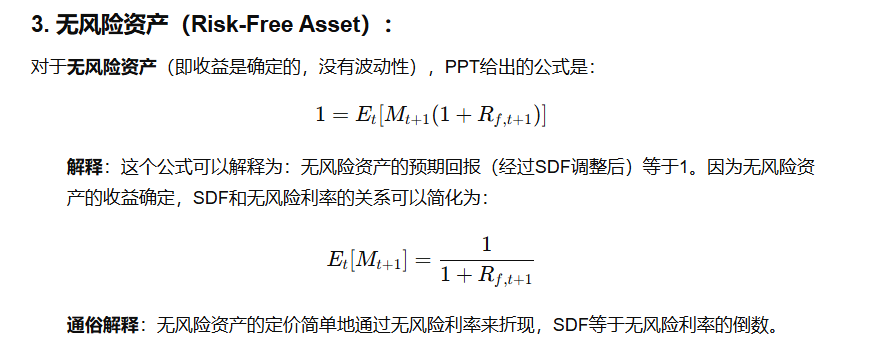 3. 无风险资产（Risk-Free Asset）：
对于无风险资产（即收益是确定的，没有波动性），PPT给出的公式是：
1 = E_t[M_{t+1}(1 + R_{f,t+1})]
解释：这个公式可以解释为：无风险资产的预期回报（经过SDF调整后）等于1。因为无风险资
产的收益确定，SDF和无风险利率的关系可以简化为：
E_t[M_{t+1}] = \frac{1}{1 + R_{f,t+1}}
通俗解释：无风险资产的定价简单地通过无风险利率来折现，SDF等于无风险利率的倒数。